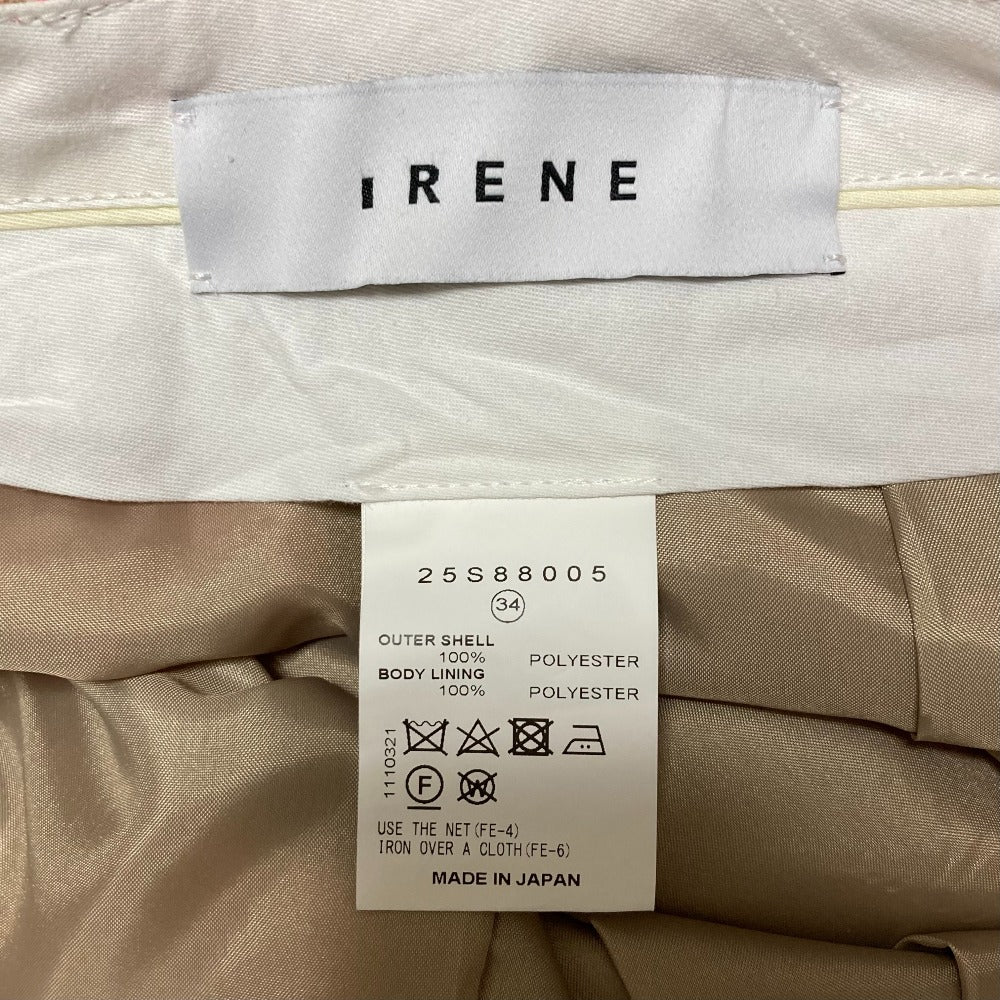 IRENE
25S88005
34
OUTER SHELL
100% POLYESTER
BODY LINING
100% POLYESTER
1110321
F W
USE THE NET(FE-4)
IRON OVER A CLOTH(FE-6)
MADE IN JAPAN